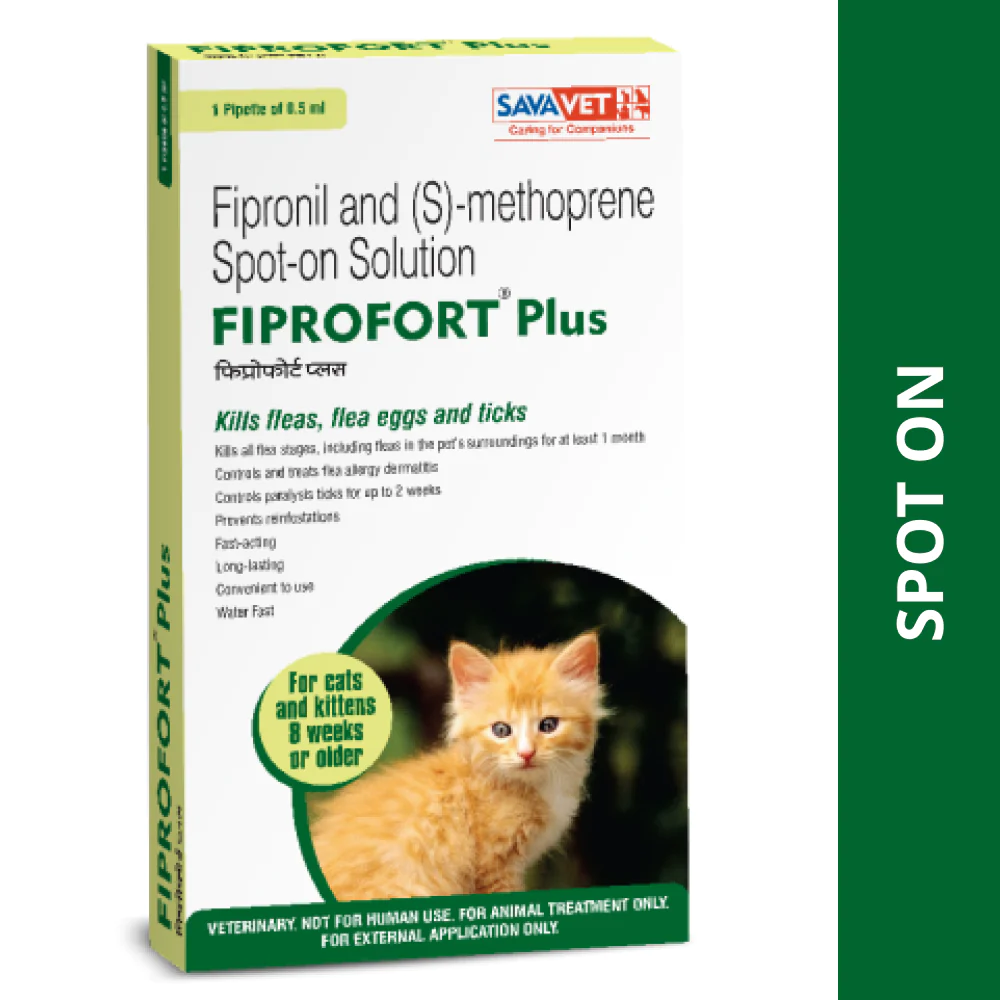 FIPROFORT Plus
1 Pipette of 0.5 ml
SAVAVET
Caring for Companions
Fipronil and (S)-methoprene
Spot-on Solution
FIPROFORT® Plus
फिप्रोफोर्ट प्लस
Kills fleas, flea eggs and ticks
Kills all flea stages, including fleas in the pet's surroundings for at least 1 month
Controls and treats flea allergy dermatitis
Controls paralysis ticks for up to 2 weeks
Prevents reinfestations
Fast-acting
Long-lasting
Convenient to use
Water Fast
For cats
and kittens
8 weeks
or older
VETERINARY. NOT FOR HUMAN USE. FOR ANIMAL TREATMENT ONLY.
FOR EXTERNAL APPLICATION ONLY.
FIPROFORT® Plus
फिप्रोफोर्ट प्लस
SPOT ON